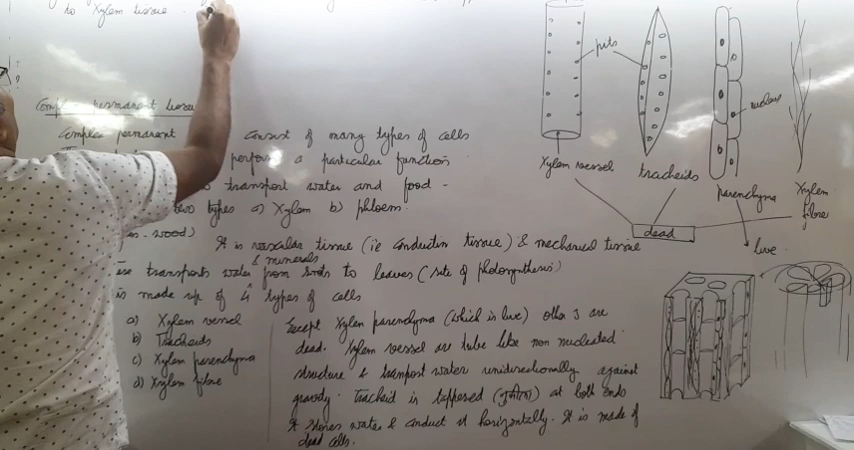 to Xylem tissue.
permanent tissue
Complex permanent consist of many types of cells
perform a particular function
transport water and food -
two types a) Xylem b) phloem.
wood)
It is vascular tissue (ie conductin tissue) & mechanical tissue
& minerals
transports water from roots to leaves (site of photosynthesis)
is made up of 4 types of cells
a) Xylem vessel
b) Tracheids
c) Xylem parenchyma
d) Xylem fibre
Except Xylem parenchyma (which is live) other 3 are
dead. Xylem vessel are tube like non nucleated
structure & transport water unidirectionally against
gravity. Tracheid is tappered at both ends
It stores water & conduct it horizontally. It is made of
dead cells.
pits
nucleus
Xylem vessel
tracheids
parenchyma
Xylem
fibre
dead
live